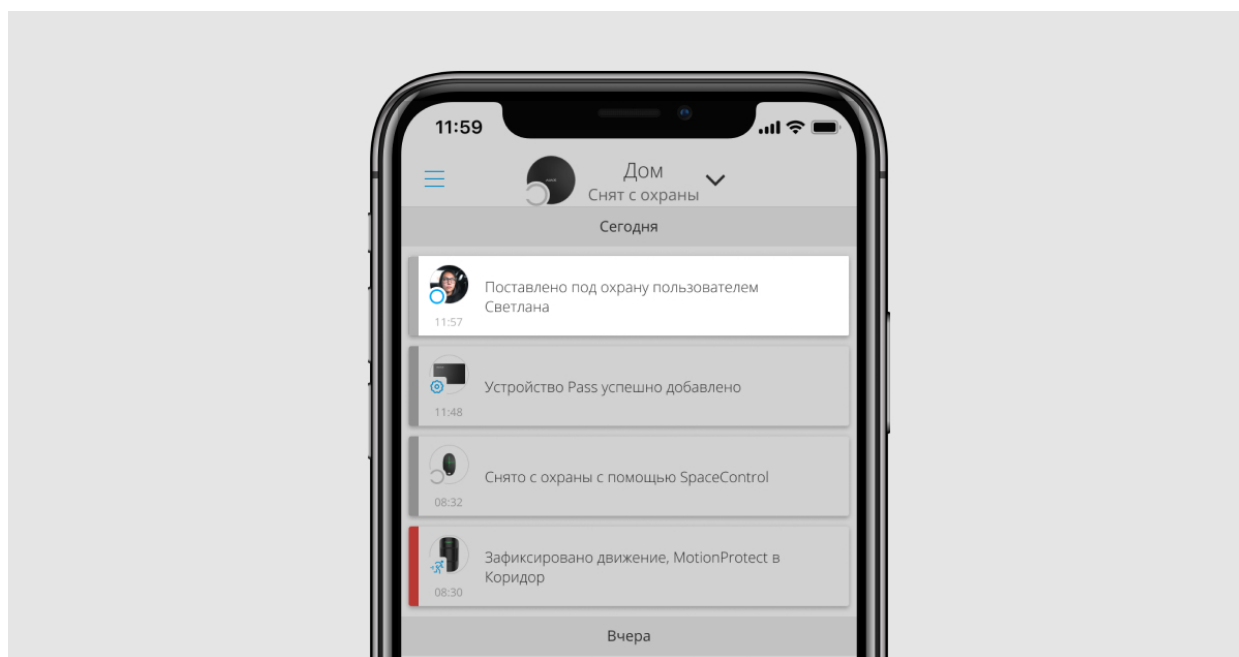 11:59
Дом
Снят с охраны
Сегодня
Поставлено под охрану пользователем
Светлана
11:57
Устройство Pass успешно добавлено
11:48
Снято с охраны с помощью SpaceControl
08:32
Зафиксировано движение, MotionProtect в
Коридор
08:30
Вчера